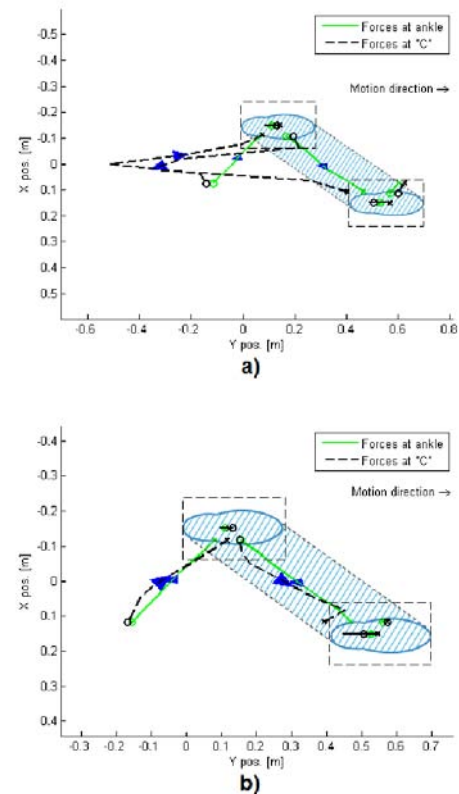 -0.5
-0.4
-0.3
-0.2
-0.1
0
0.1
0.2
0.3
0.4
0.5
X pos. [m]
Forces at ankle
Forces at "C"
Motion direction →
-0.6 -0.4 -0.2 0 0.2 0.4 0.6 0.8
Y pos. [m]
a)
-0.4
-0.3
-0.2
-0.1
0
0.1
0.2
0.3
0.4
X pos. [m]
Forces at ankle
Forces at "C"
Motion direction →
-0.3 -0.2 -0.1 0 0.1 0.2 0.3 0.4 0.5 0.6 0.7
Y pos. [m]
b)